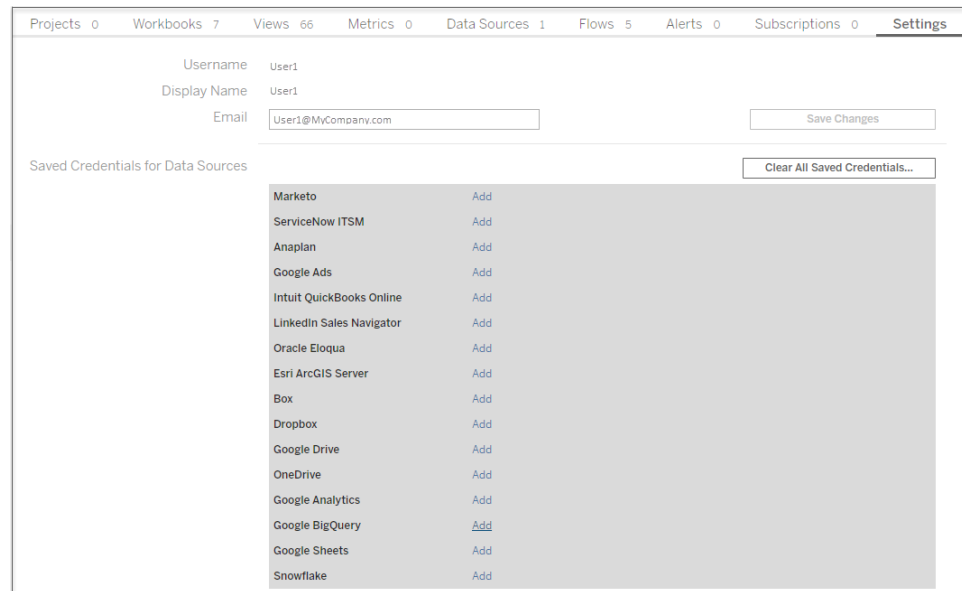 Projects 0 Workbooks 7 Views 66 Metrics 0 Data Sources 1 Flows 5 Alerts 0 Subscriptions 0 Settings
Username User1
Display Name User1
Email User1@MyCompany.com Save Changes
Saved Credentials for Data Sources Clear All Saved Credentials...
Marketo Add
ServiceNow ITSM Add
Anaplan Add
Google Ads Add
Intuit QuickBooks Online Add
LinkedIn Sales Navigator Add
Oracle Eloqua Add
Esri ArcGIS Server Add
Box Add
Dropbox Add
Google Drive Add
OneDrive Add
Google Analytics Add
Google BigQuery Add
Google Sheets Add
Snowflake Add